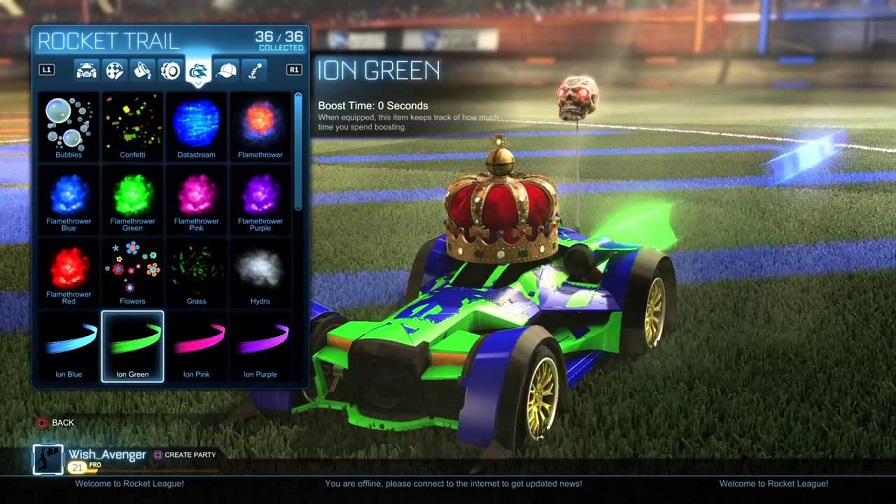 ROCKET TRAIL
36 / 36
COLLECTED
L1
R1
Bubbles
Confetti
Datastream
Flamethrower
Flamethrower
Blue
Flamethrower
Green
Flamethrower
Pink
Flamethrower
Purple
Flamethrower
Red
Flowers
Grass
Hydro
Ion Blue
Ion Green
Ion Pink
Ion Purple
ION GREEN
Boost Time: 0 Seconds
When equipped, this item keeps track of how much
time you spend boosting.
BACK
Wish_Avenger
CREATE PARTY
21
PRO
Welcome to Rocket League!
You are offline, please connect to the internet to get updated news!
Welcome to Rocket League!